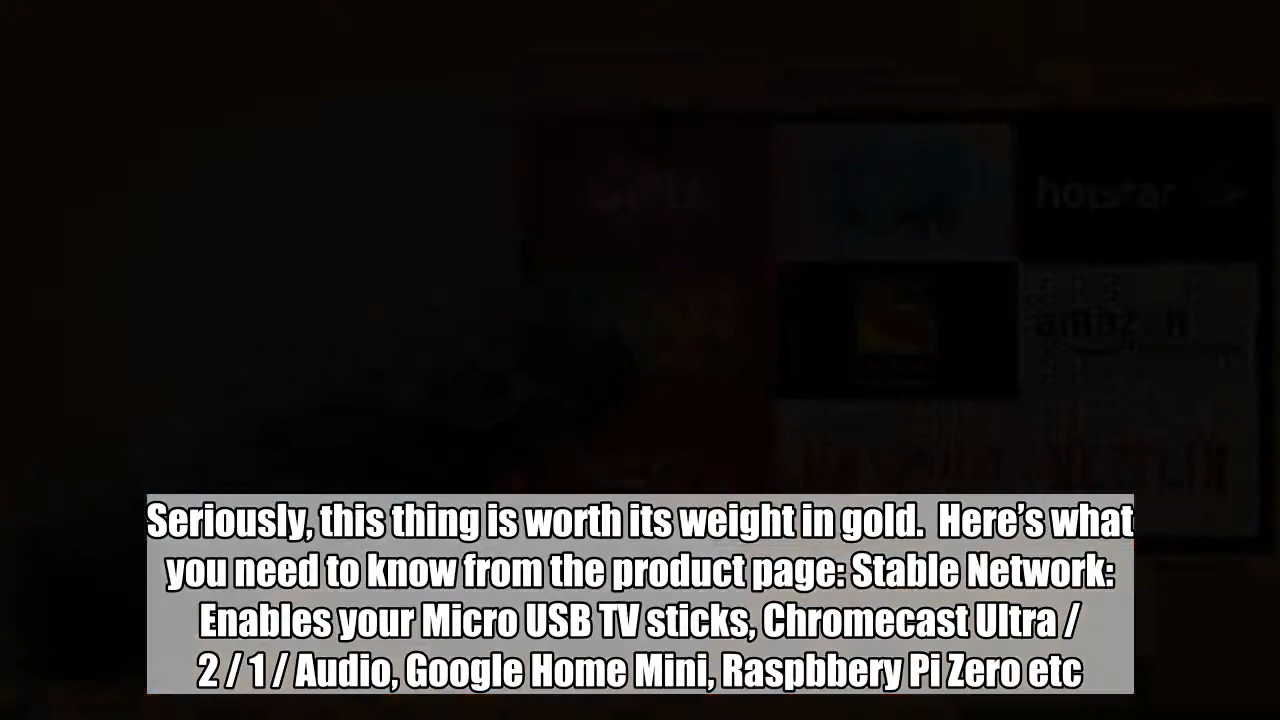 hotstar
Seriously, this thing is worth its weight in gold.  Here’s what
you need to know from the product page: Stable Network:
Enables your Micro USB TV sticks, Chromecast Ultra /
2 / 1 / Audio, Google Home Mini, Raspbbery Pi Zero etc